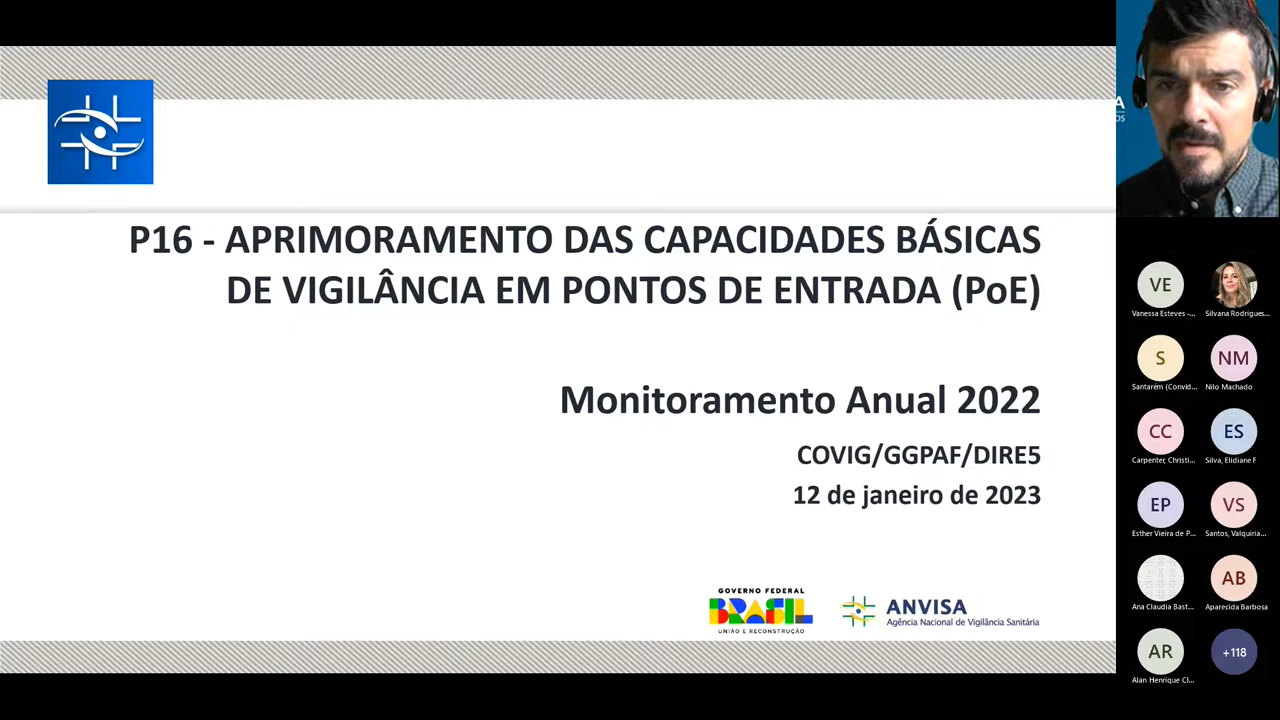 P16 - APRIMORAMENTO DAS CAPACIDADES BÁSICAS
DE VIGILÂNCIA EM PONTOS DE ENTRADA (PoE)
Monitoramento Anual 2022
COVIG/GGPAF/DIRE5
12 de janeiro de 2023
GOVERNO FEDERAL
BRASIL
UNIÃO E RECONSTRUÇÃO
ANVISA
Agência Nacional de Vigilância Sanitária
A
OS
VE
Vanessa Esteves -...
Silvana Rodrigues...
S
NM
Santarém (Convid...
Nilo Machado
CC
ES
Carpenter, Christi...
Silva, Elidiane F
EP
VS
Esther Vieira de P...
Santos, Valquíria...
AB
Ana Claudia Bast...
Aparecida Barbosa
AR
+118
Alan Henrique Cl...